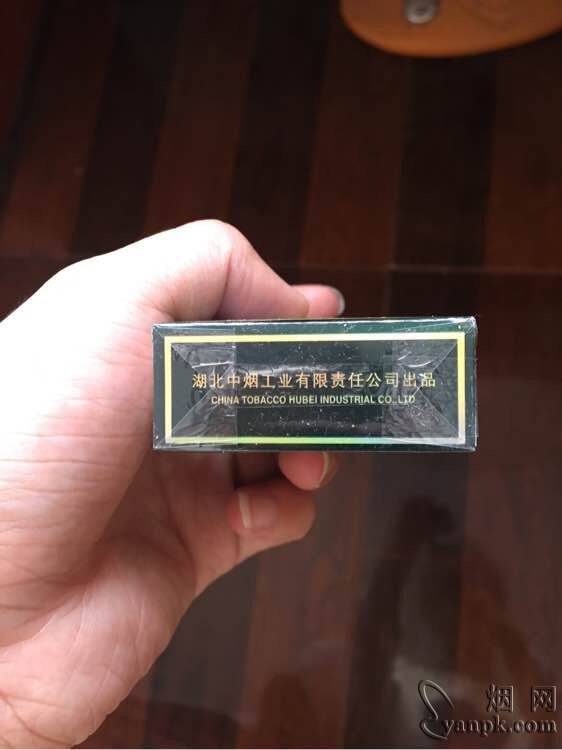 湖北中烟工业有限责任公司出品
CHINA TOBACCO HUBEI INDUSTRIAL CO.,LTD
烟网
yanpk.com